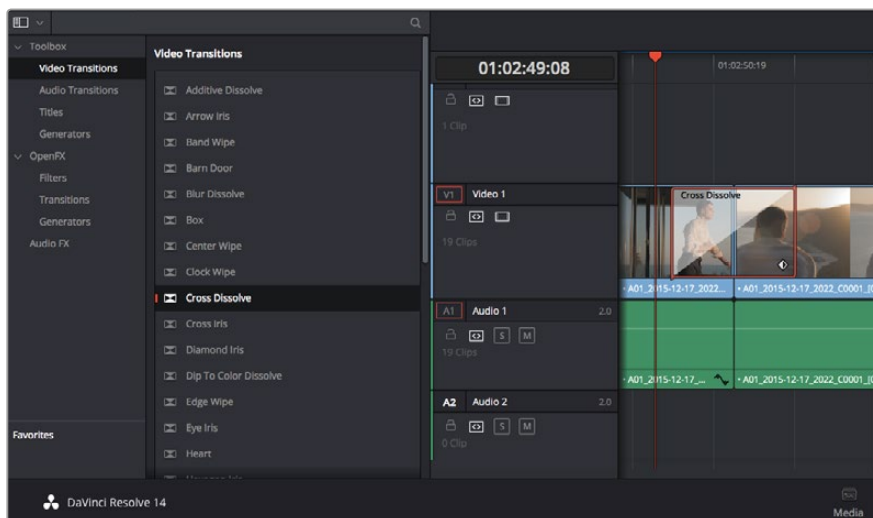 Toolbox
Video Transitions
Audio Transitions
Titles
Generators
OpenFX
Filters
Transitions
Generators
Audio FX
Favorites
Video Transitions
Additive Dissolve
Arrow Iris
Band Wipe
Barn Door
Blur Dissolve
Box
Center Wipe
Clock Wipe
Cross Dissolve
Cross Iris
Diamond Iris
Dip To Color Dissolve
Edge Wipe
Eye Iris
Heart
01:02:49:08
01:02:50:19
1 Clip
V1 Video 1
19 Clips
Cross Dissolve
A01_2015-12-17_2022...
A01_2015-12-17_2022_C0001_[0
A1 Audio 1 2.0
S M
19 Clips
A01_2015-12-17_...
A01_2015-12-17_2022_C0001_[0
A2 Audio 2 2.0
S M
0 Clip
DaVinci Resolve 14
Media